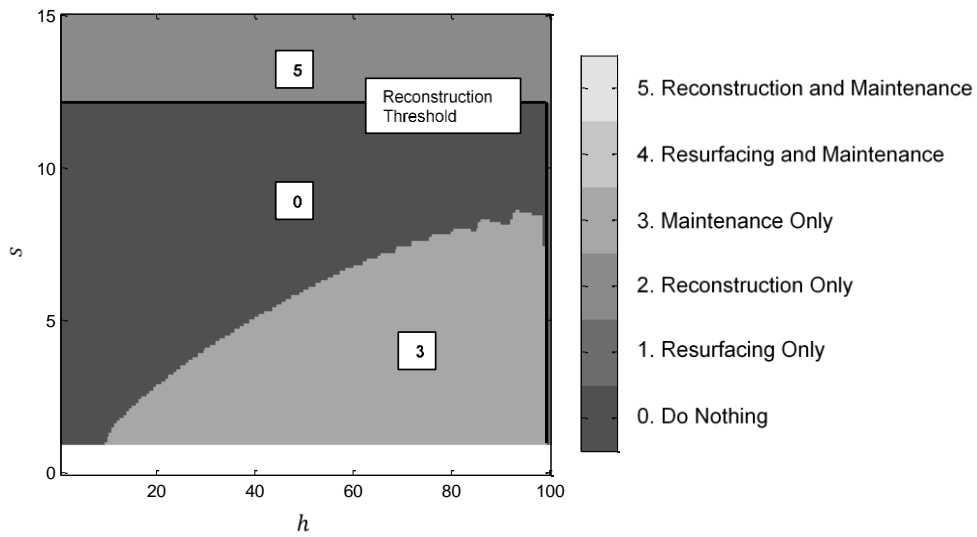 15
5
Reconstruction
Threshold
10
0
s
5
3
0
20
40
60
80
100
h
5. Reconstruction and Maintenance
4. Resurfacing and Maintenance
3. Maintenance Only
2. Reconstruction Only
1. Resurfacing Only
0. Do Nothing